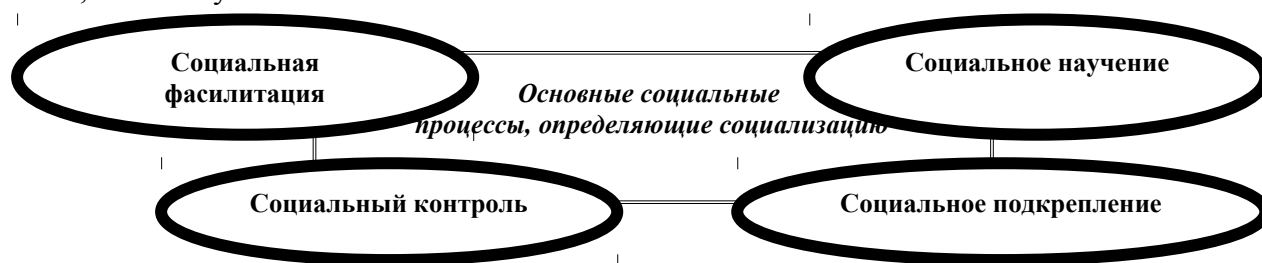 Социальная
фасилитация
Социальное научение
Основные социальные
процессы, определяющие социализацию
Социальный контроль
Социальное подкрепление